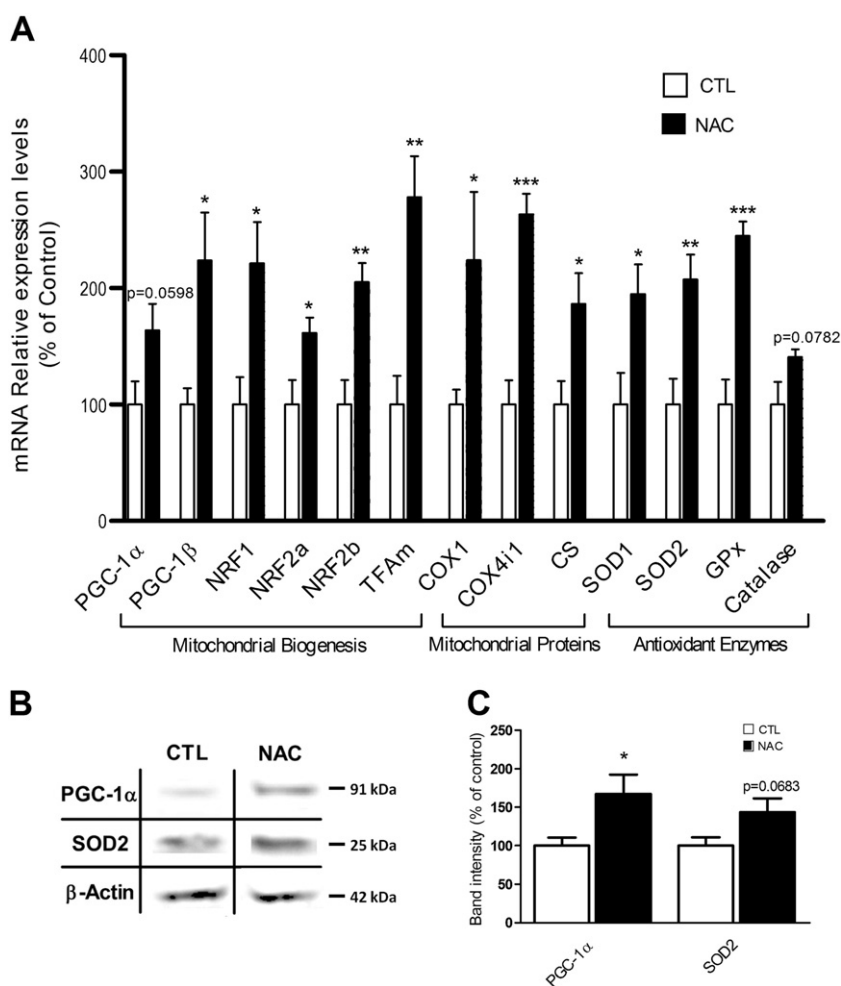 A
400
300
200
100
0
mRNA Relative expression levels
(% of Control)
CTL
NAC
p=0.0598
*
*
*
**
**
*
***
*
*
**
***
p=0.0782
PGC-1α
PGC-1β
NRF1
NRF2a
NRF2b
TFAm
COX1
COX4i1
CS
SOD1
SOD2
GPx
Catalase
Mitochondrial Biogenesis
Mitochondrial Proteins
Antioxidant Enzymes
B
CTL NAC
PGC-1α 91 kDa
SOD2 25 kDa
β-Actin 42 kDa
C
250
200
150
100
50
0
Band intensity (% of control)
CTL
NAC
*
p=0.0683
PGC-1α
SOD2